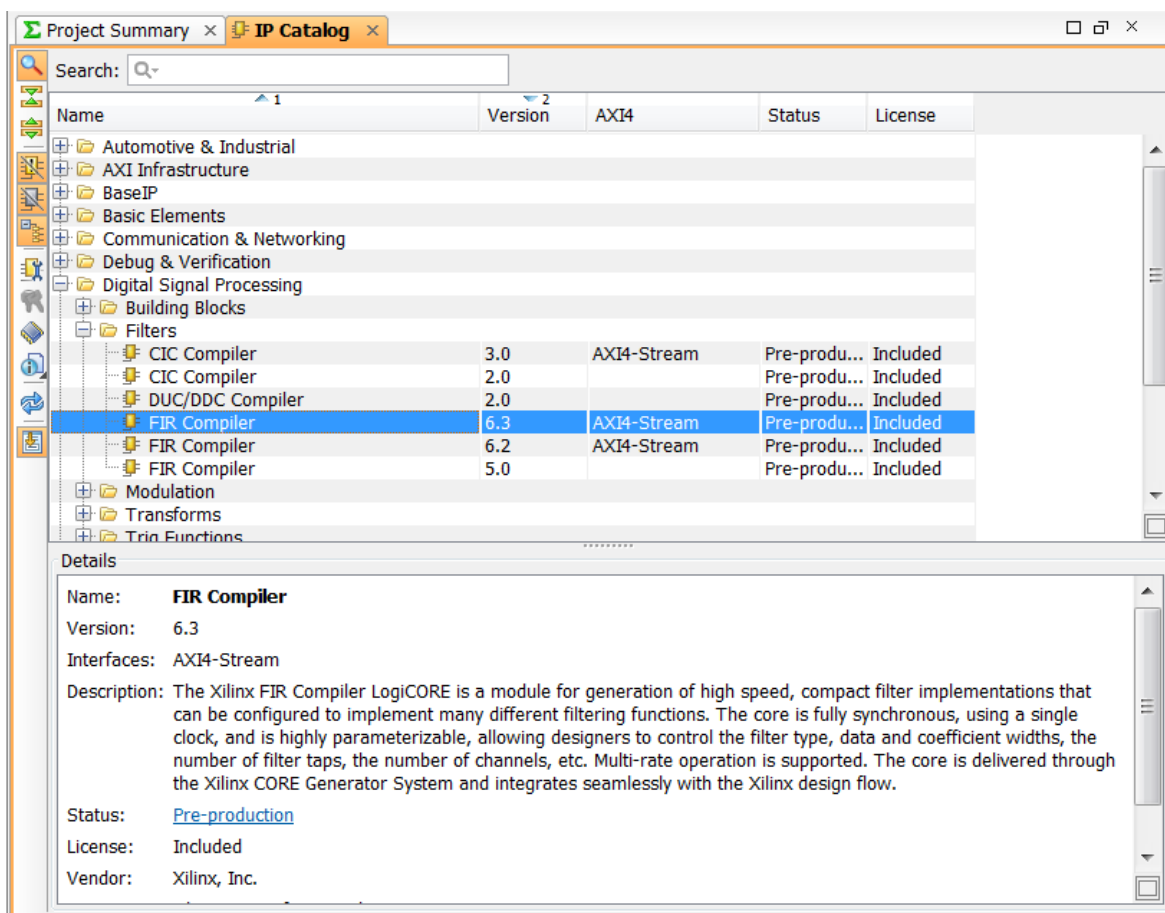 Project Summary IP Catalog
Search:
1 2
Name Version AXI4 Status License
Automotive & Industrial
AXI Infrastructure
BaseIP
Basic Elements
Communication & Networking
Debug & Verification
Digital Signal Processing
Building Blocks
Filters
CIC Compiler 3.0 AXI4-Stream Pre-produ... Included
CIC Compiler 2.0 Pre-produ... Included
DUC/DDC Compiler 2.0 Pre-produ... Included
FIR Compiler 6.3 AXI4-Stream Pre-produ... Included
FIR Compiler 6.2 AXI4-Stream Pre-produ... Included
FIR Compiler 5.0 Pre-produ... Included
Modulation
Transforms
Trig Functions
Details
Name: FIR Compiler
Version: 6.3
Interfaces: AXI4-Stream
Description: The Xilinx FIR Compiler LogiCORE is a module for generation of high speed, compact filter implementations that
can be configured to implement many different filtering functions. The core is fully synchronous, using a single
clock, and is highly parameterizable, allowing designers to control the filter type, data and coefficient widths, the
number of filter taps, the number of channels, etc. Multi-rate operation is supported. The core is delivered through
the Xilinx CORE Generator System and integrates seamlessly with the Xilinx design flow.
Status: Pre-production
License: Included
Vendor: Xilinx, Inc.